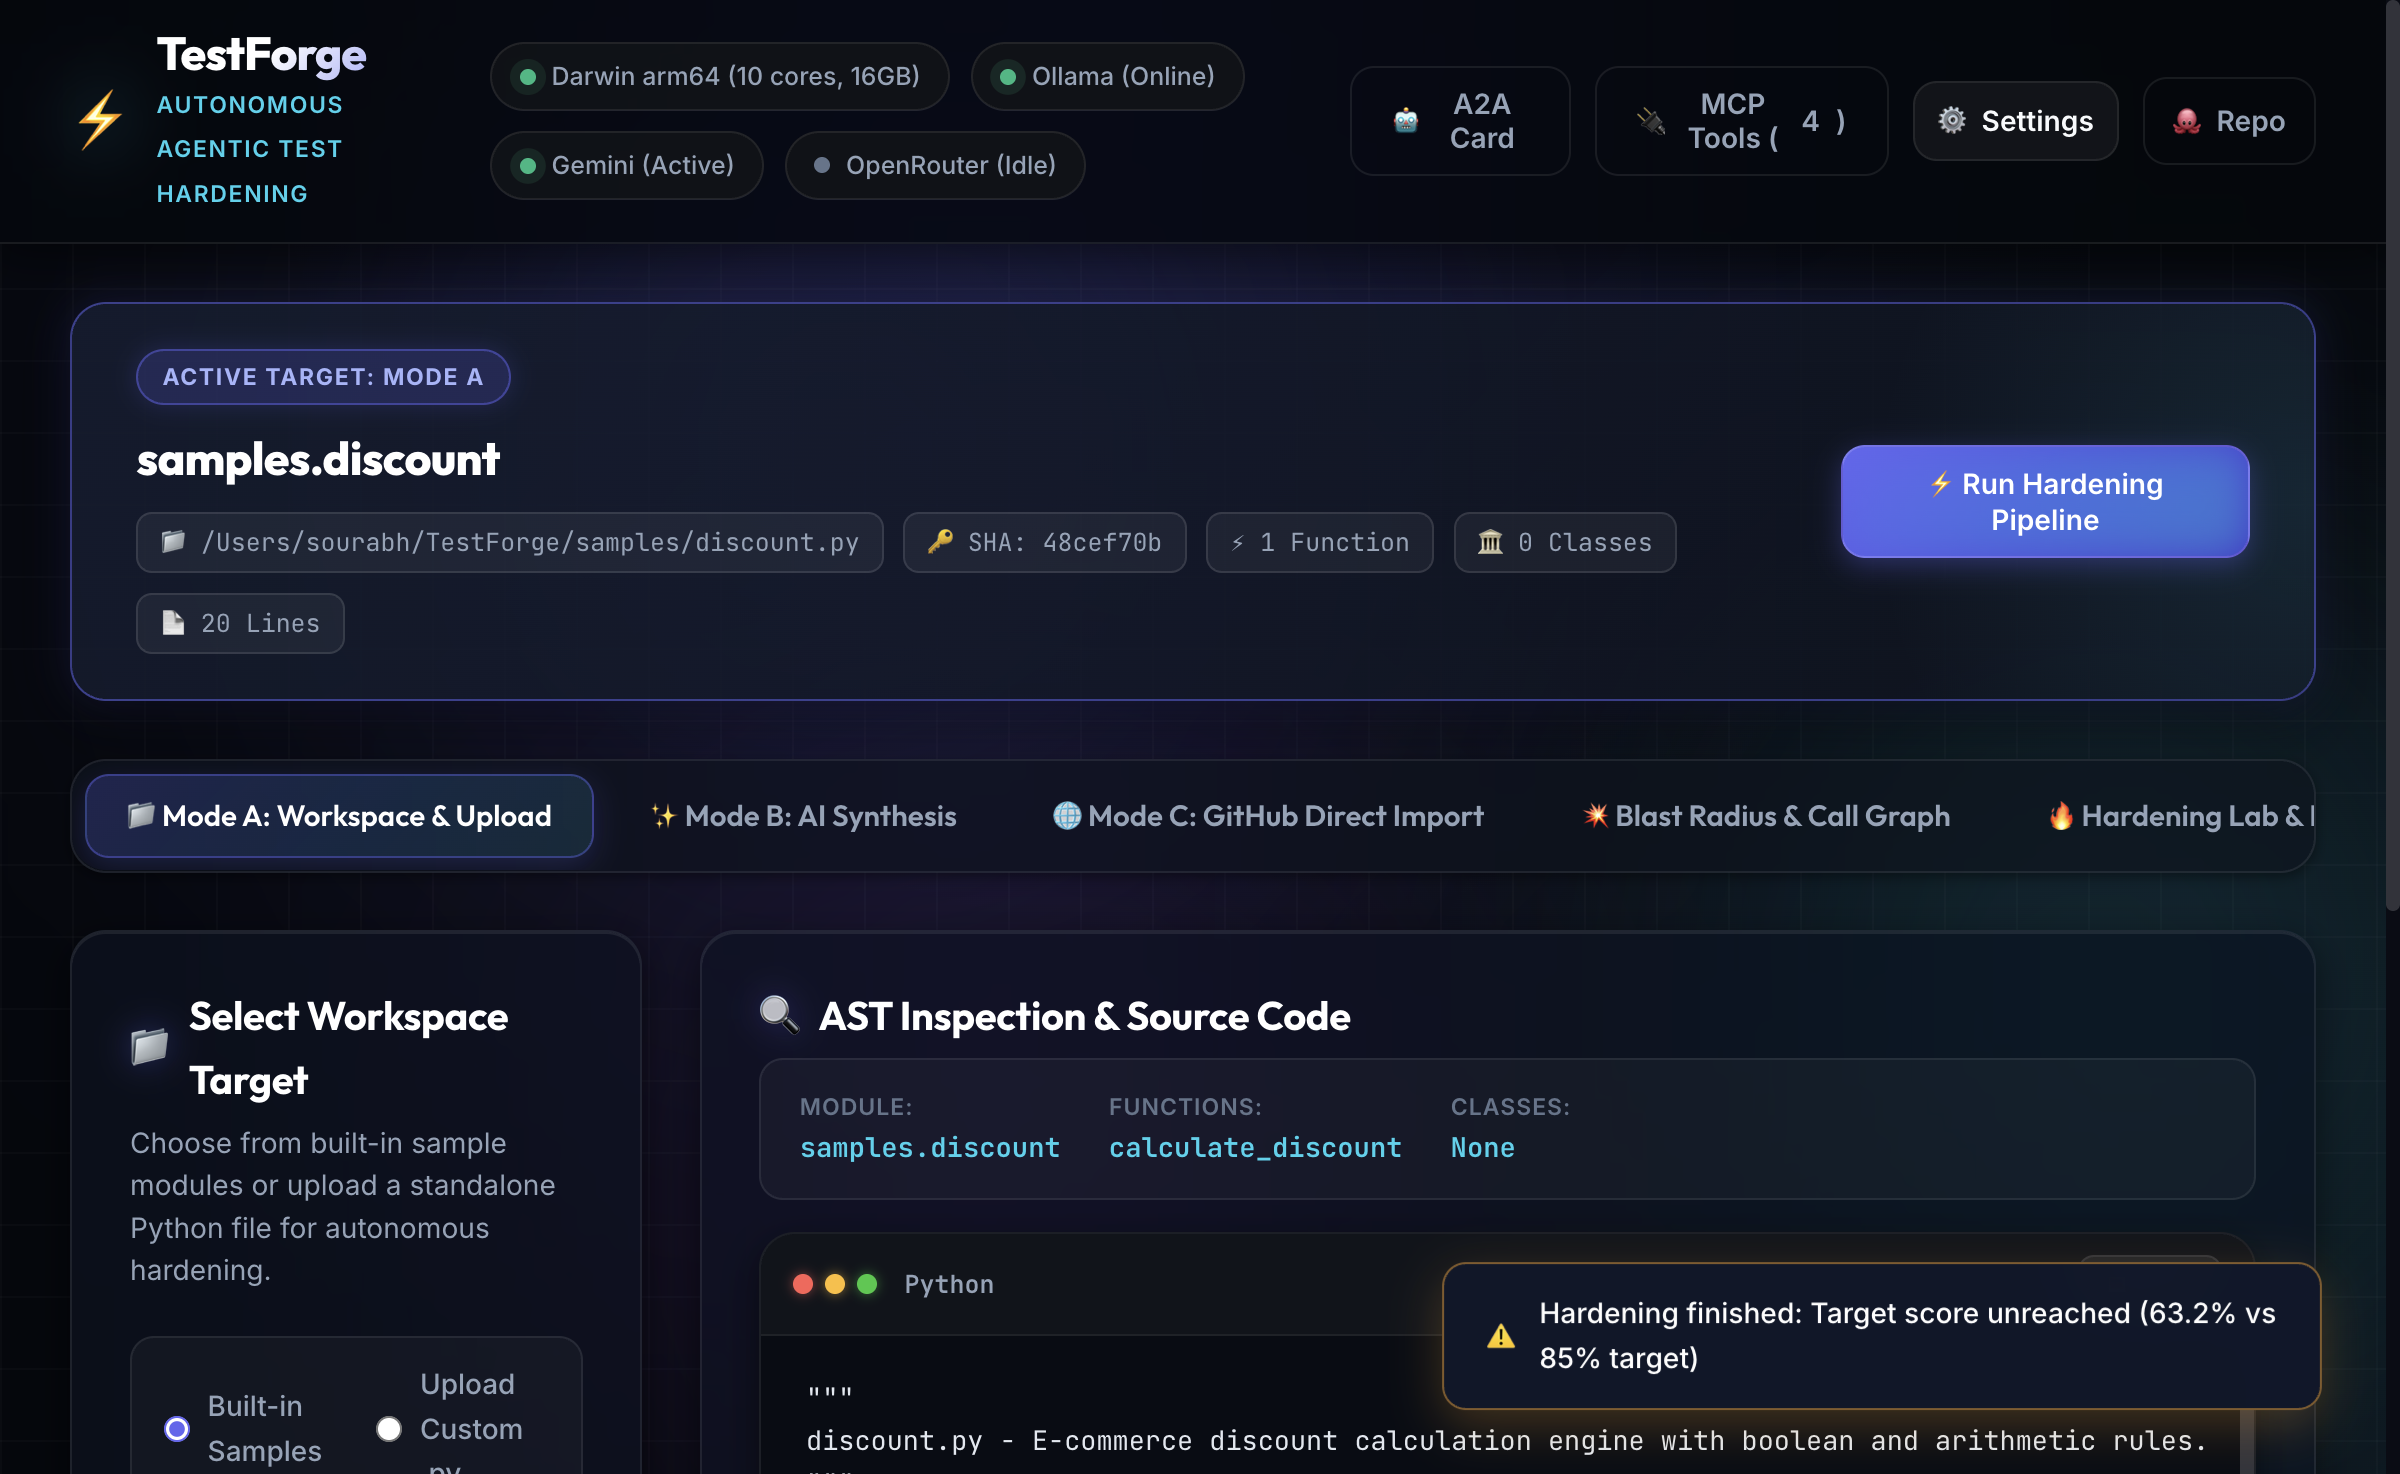 TestForge
AUTONOMOUS
AGENTIC TEST
HARDENING
Darwin arm64 (10 cores, 16GB)
Ollama (Online)
Gemini (Active)
OpenRouter (Idle)
A2A
Card
MCP
Tools ( 4 )
Settings
Repo
ACTIVE TARGET: MODE A
samples.discount
/Users/sourabh/TestForge/samples/discount.py
SHA: 48cef70b
⚡ 1 Function
0 Classes
20 Lines
⚡ Run Hardening
Pipeline
Mode A: Workspace & Upload
Mode B: AI Synthesis
Mode C: GitHub Direct Import
Blast Radius & Call Graph
Hardening Lab &
Select Workspace
Target
Choose from built-in sample
modules or upload a standalone
Python file for autonomous
hardening.
Built-in
Samples
Upload
Custom
.py
AST Inspection & Source Code
MODULE:
samples.discount
FUNCTIONS:
calculate_discount
CLASSES:
None
Python
"""
discount.py - E-commerce discount calculation engine with boolean and arithmetic rules.
"""
Hardening finished: Target score unreached (63.2% vs
85% target)